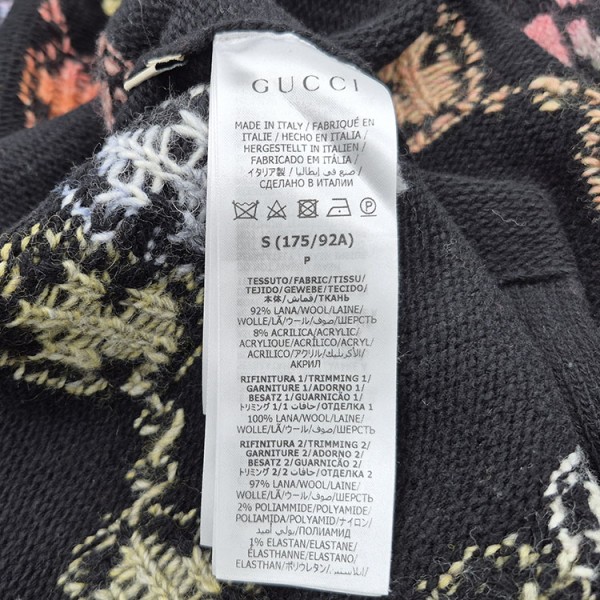 GUCCI
MADE IN ITALY / FABRIQUÉ EN
ITALIE / HECHO EN ITALIA /
HERGESTELLT IN ITALIEN /
FABRICADO EM ITÁLIA /
イタリア製 / صنع في إيطاليا /
СДЕЛАНО В ИТАЛИИ
P
S (175/92A)
P
TESSUTO/FABRIC/TISSU/
TEJIDO/GEWEBE/TECIDO/
本体/قماش/ТКАНЬ
92% LANA/WOOL/LAINE/
WOLLE/LÃ/ウール/صوف/ШЕРСТЬ
8% ACRILICA/ACRYLIC/
ACRYLIQUE/ACRÍLICO/ACRYL/
ACRÍLICO/アクリル/الأكريليك/
АКРИЛ
RIFINITURA 1/TRIMMING 1/
GARNITURE 1/ADORNO 1/
BESATZ 1/GUARNIÇÃO 1/
トリミング 1/حافات 1/ОТДЕЛКА 1
100% LANA/WOOL/LAINE/
WOLLE/LÃ/ウール/صوف/ШЕРСТЬ
RIFINITURA 2/TRIMMING 2/
GARNITURE 2/ADORNO 2/
BESATZ 2/GUARNIÇÃO 2/
トリミング 2/حافات 2/ОТДЕЛКА 2
97% LANA/WOOL/LAINE/
WOLLE/LÃ/ウール/صوف/ШЕРСТЬ
2% POLIAMMIDE/POLYAMIDE/
POLIAMIDA/POLYAMID/ナイロン/
بولي أميد/ПОЛИАМИД
1% ELASTAN/ELASTANE/
ELASTHANNE/ELASTANO/
ELASTHAN/ポリウレタン/إيلاستين/